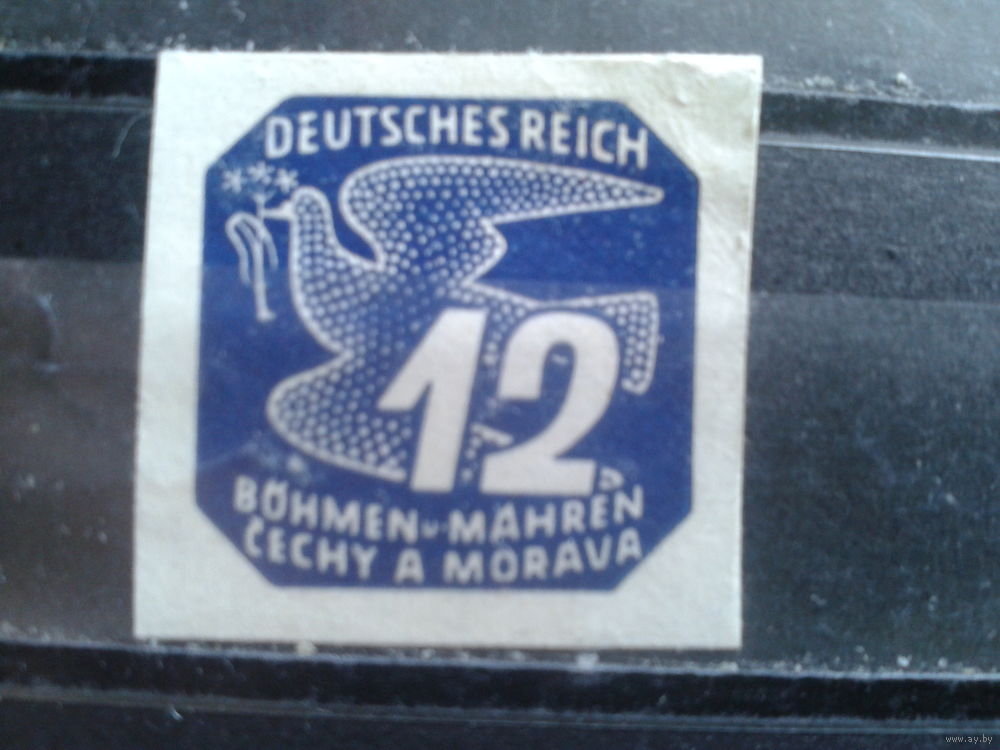 DEUTSCHES REICH
12
BÖHMEN u. MÄHREN
ČECHY A MORAVA
www.ay.by